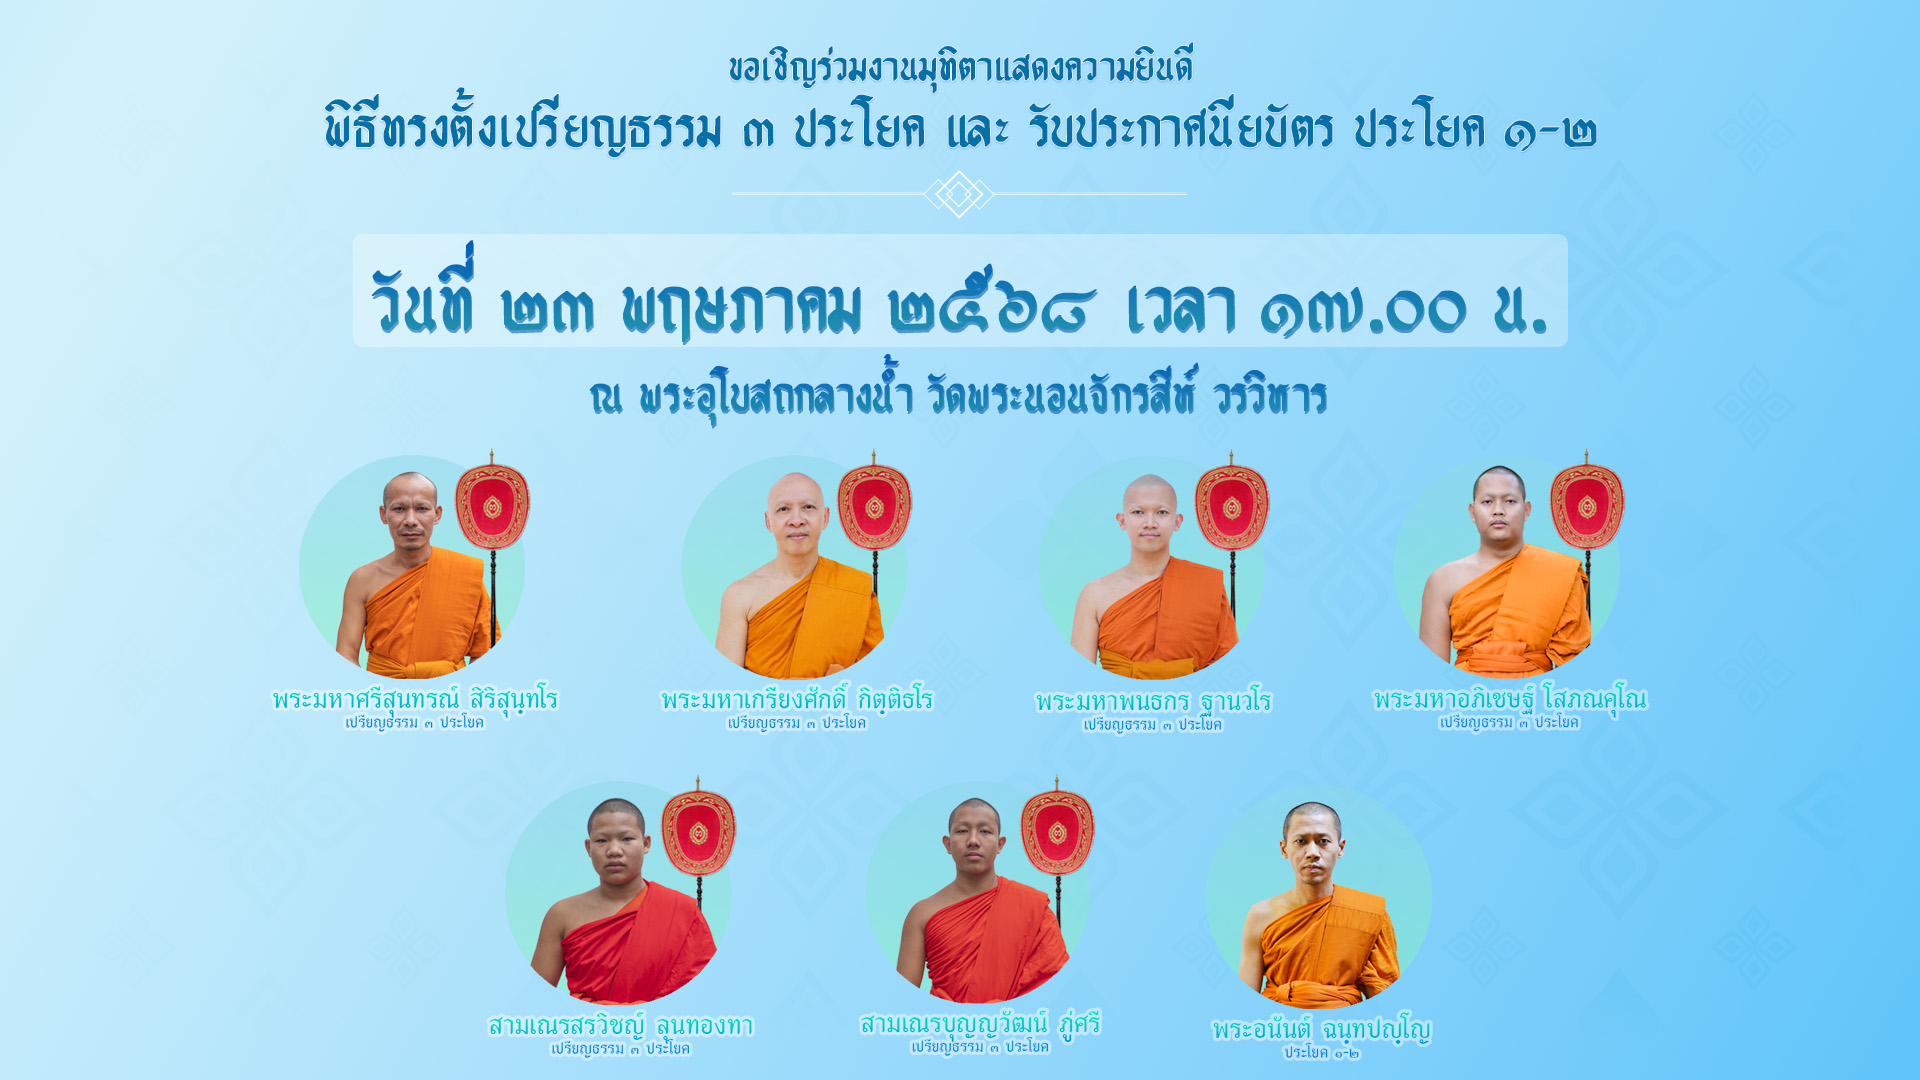 ขอเชิญร่วมงานมุทิตาแสดงความยินดี
พิธีทรงตั้งเปรียญธรรม ๓ ประโยค และ รับประกาศนียบัตร ประโยค ๑-๒
วันที่ ๒๓ พฤษภาคม ๒๕๖๘ เวลา ๑๗.๐๐ น.
ณ พระอุโบสถกลางน้ำ วัดพระนอนจักรสีห์ วรวิหาร
พระมหาศรีสุนทรณ์ สิริสุนฺทโร
เปรียญธรรม ๓ ประโยค
พระมหาเกรียงศักดิ์ กิตฺติธโร
เปรียญธรรม ๓ ประโยค
พระมหาพนธกร ฐานวโร
เปรียญธรรม ๓ ประโยค
พระมหาอภิเชษฐ์ โสภณคุโณ
เปรียญธรรม ๓ ประโยค
สามเณรสรวิชญ์ ลุนทองทา
เปรียญธรรม ๓ ประโยค
สามเณรบุญญวัฒน์ ภู่ศรี
เปรียญธรรม ๓ ประโยค
พระอนันต์ ฉนฺทปญฺโญ
ประโยค ๑-๒